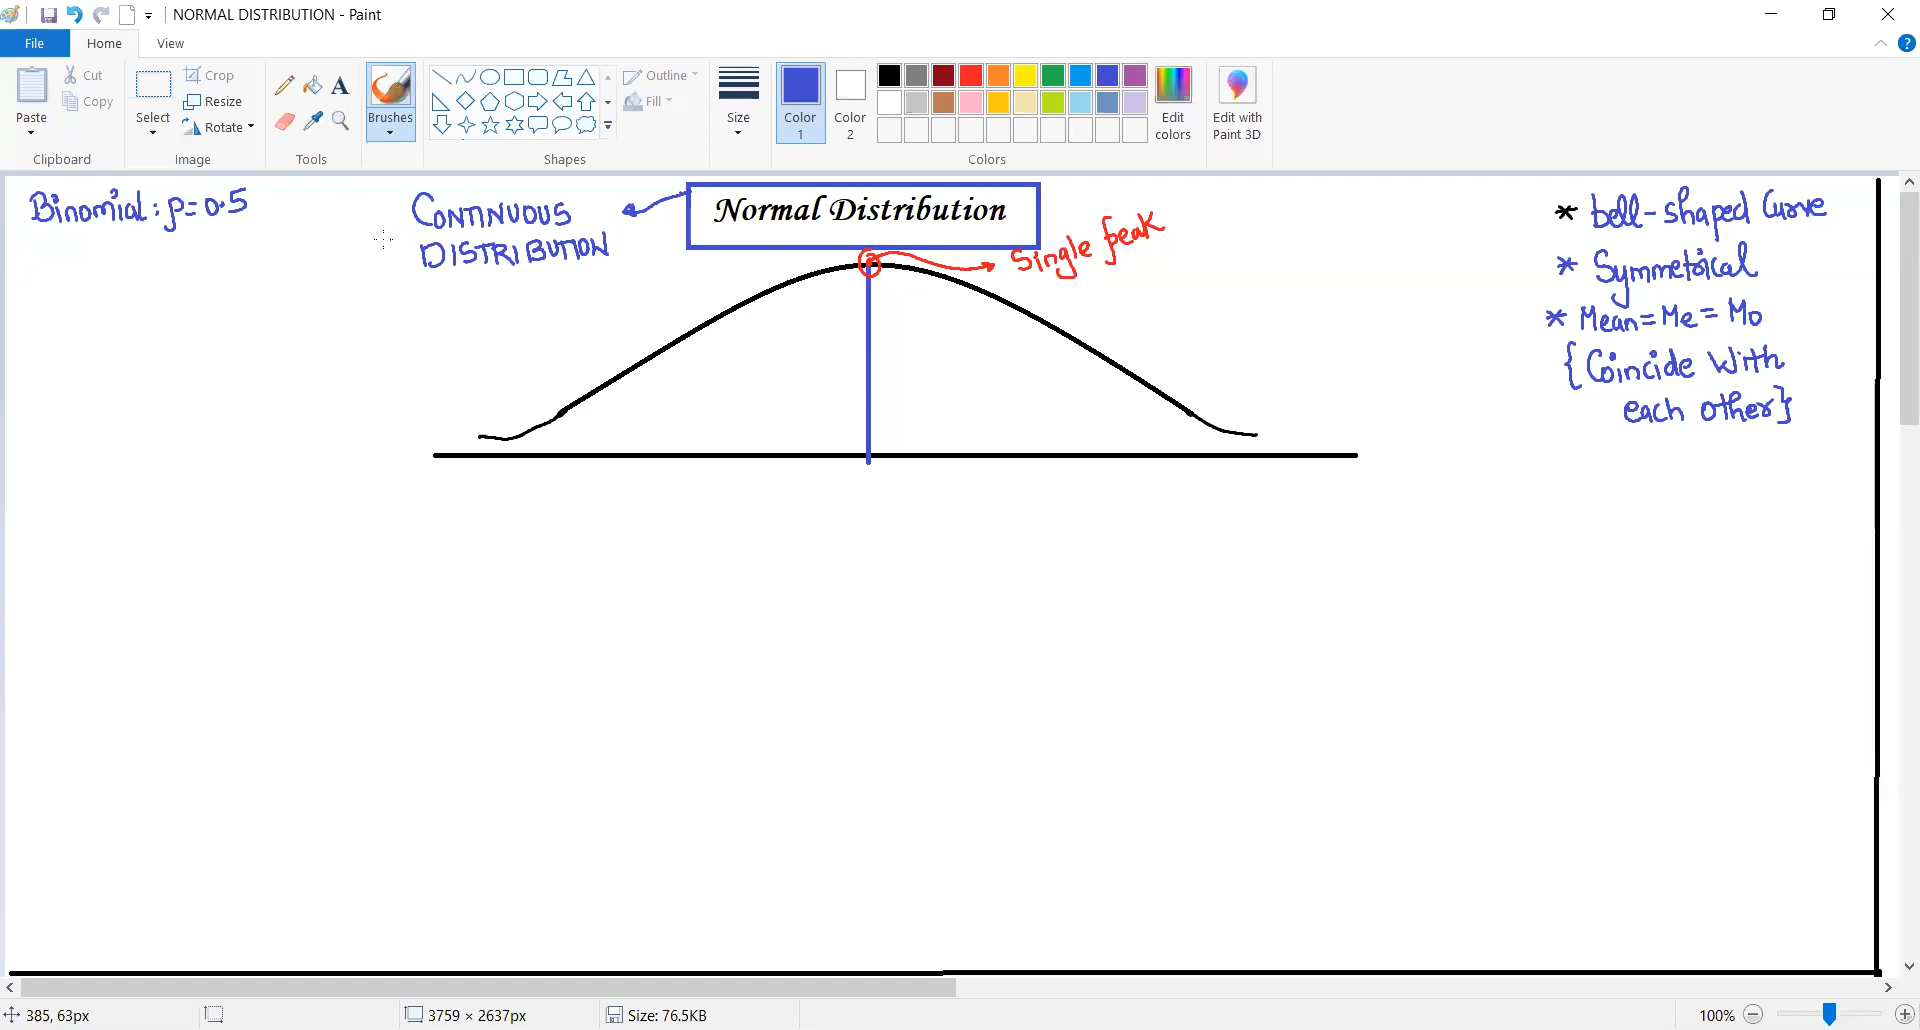 NORMAL DISTRIBUTION - Paint
File Home View
Paste Cut Copy Clipboard
Select Crop Resize Rotate Image
Tools
Brushes
Outline Fill Shapes
Size
Color 1 Color 2
Edit colors
Colors
Edit with Paint 3D
Binomial: p=0.5
CONTINUOUS DISTRIBUTION
Normal Distribution
Single peak
* bell-shaped Curve
* Symmetrical
* Mean=Me=Mo
{Coincide with
each other}
385, 63px 3759 × 2637px Size: 76.5KB 100%